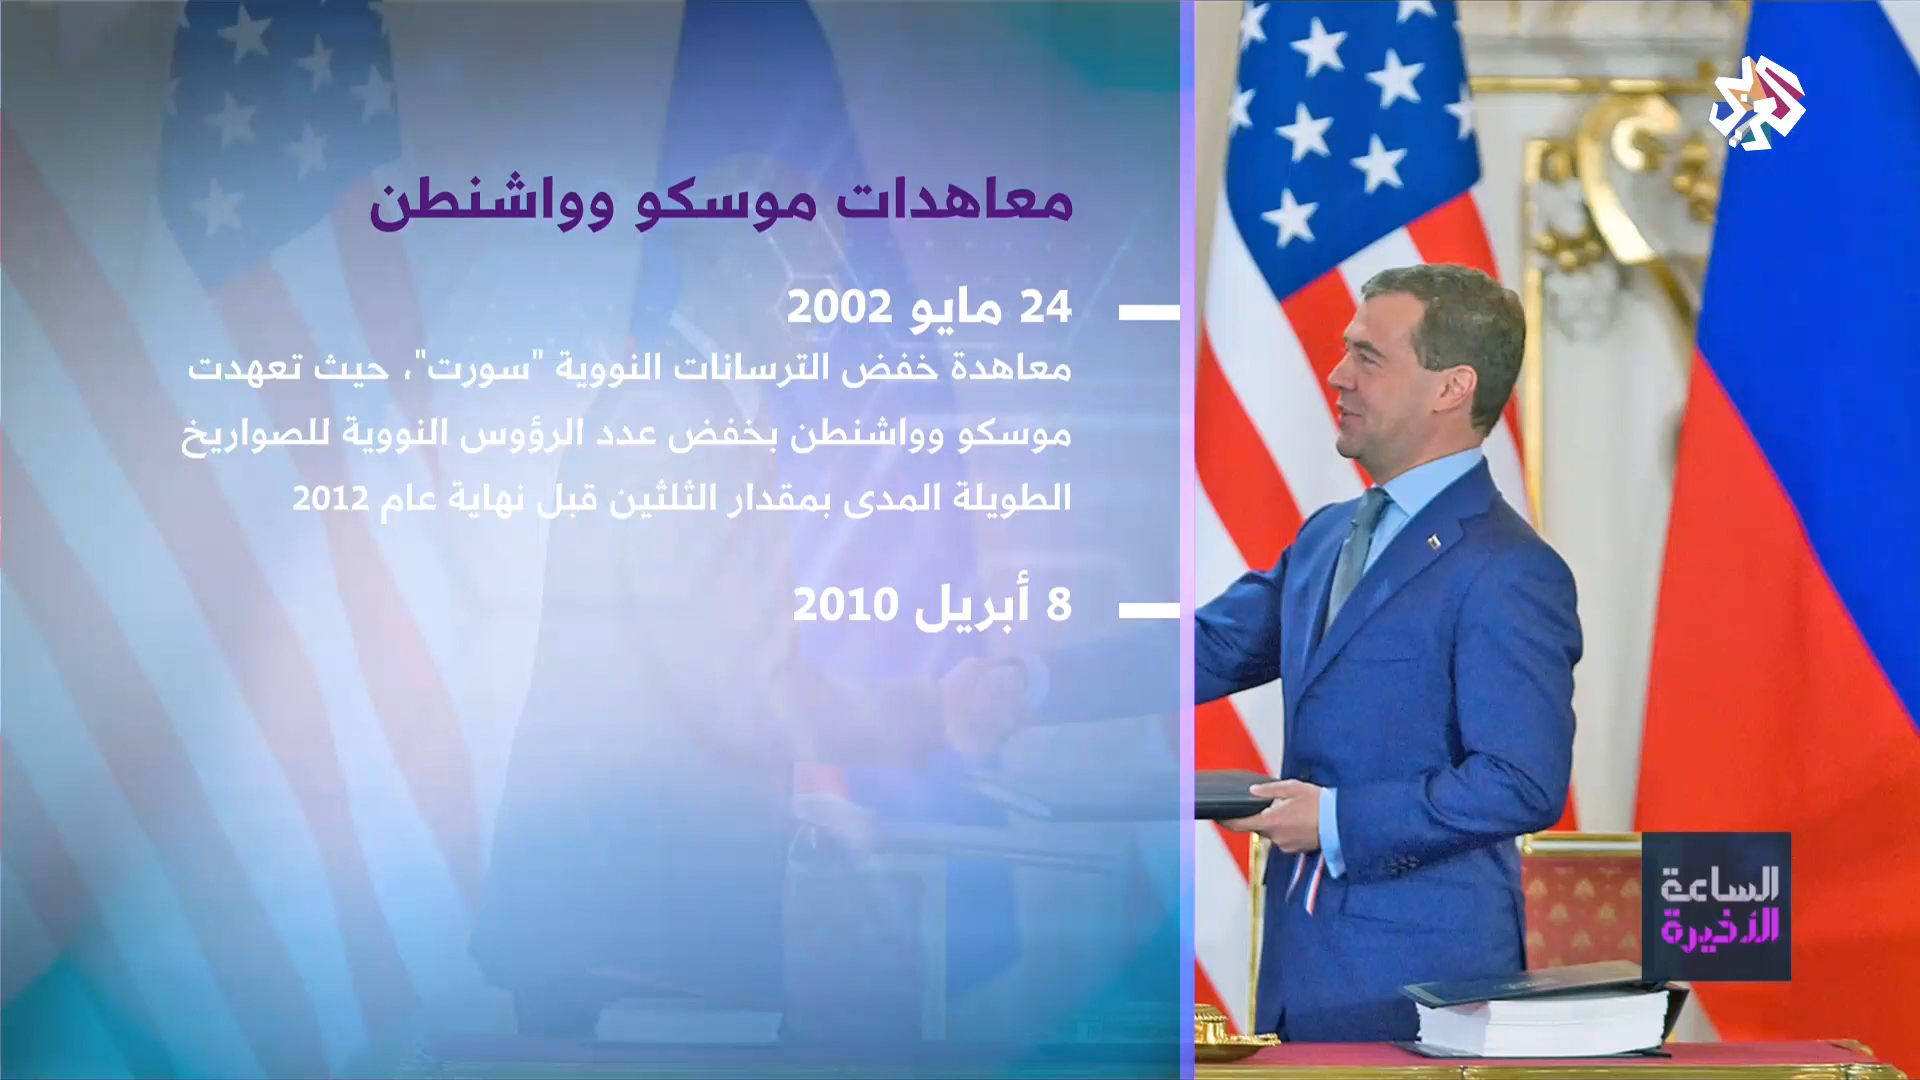 العربي
معاهدات موسكو وواشنطن
24 مايو 2002
معاهدة خفض الترسانات النووية "سورت"، حيث تعهدت
موسكو وواشنطن بخفض عدد الرؤوس النووية للصواريخ
الطويلة المدى بمقدار الثلثين قبل نهاية عام 2012
8 أبريل 2010
الساعة
الأخيرة